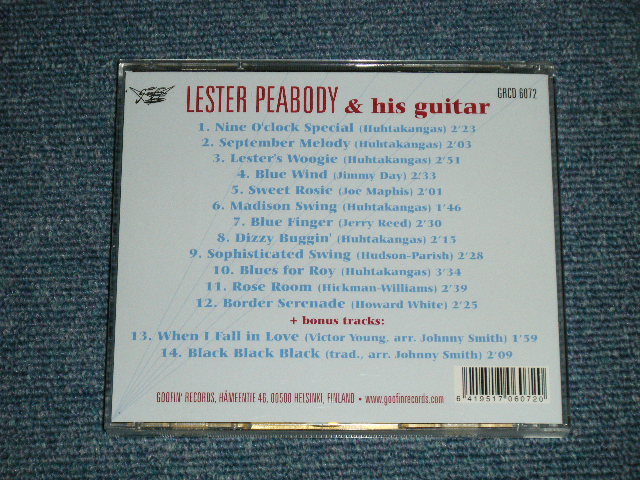 LESTER PEABODY & his guitar
GRCD 6072
1. Nine O'clock Special (Huhtakangas) 2'23
2. September Melody (Huhtakangas) 2'03
3. Lester's Woogie (Huhtakangas) 2'51
4. Blue Wind (Jimmy Day) 2'33
5. Sweet Rosie (Joe Maphis) 2'01
6. Madison Swing (Huhtakangas) 1'46
7. Blue Finger (Jerry Reed) 2'30
8. Dizzy Buggin' (Huhtakangas) 2'15
9. Sophisticated Swing (Hudson-Parish) 2'28
10. Blues for Roy (Huhtakangas) 3'34
11. Rose Room (Hickman-Williams) 2'39
12. Border Serenade (Howard White) 2'25
+ bonus tracks:
13. When I Fall in Love (Victor Young, arr. Johnny Smith) 1'59
14. Black Black Black (trad., arr. Johnny Smith) 2'09
GOOFIN' RECORDS, HÄMEENTIE 46, 00500 HELSINKI, FINLAND • www.goofinrecords.com
6 419517 060720